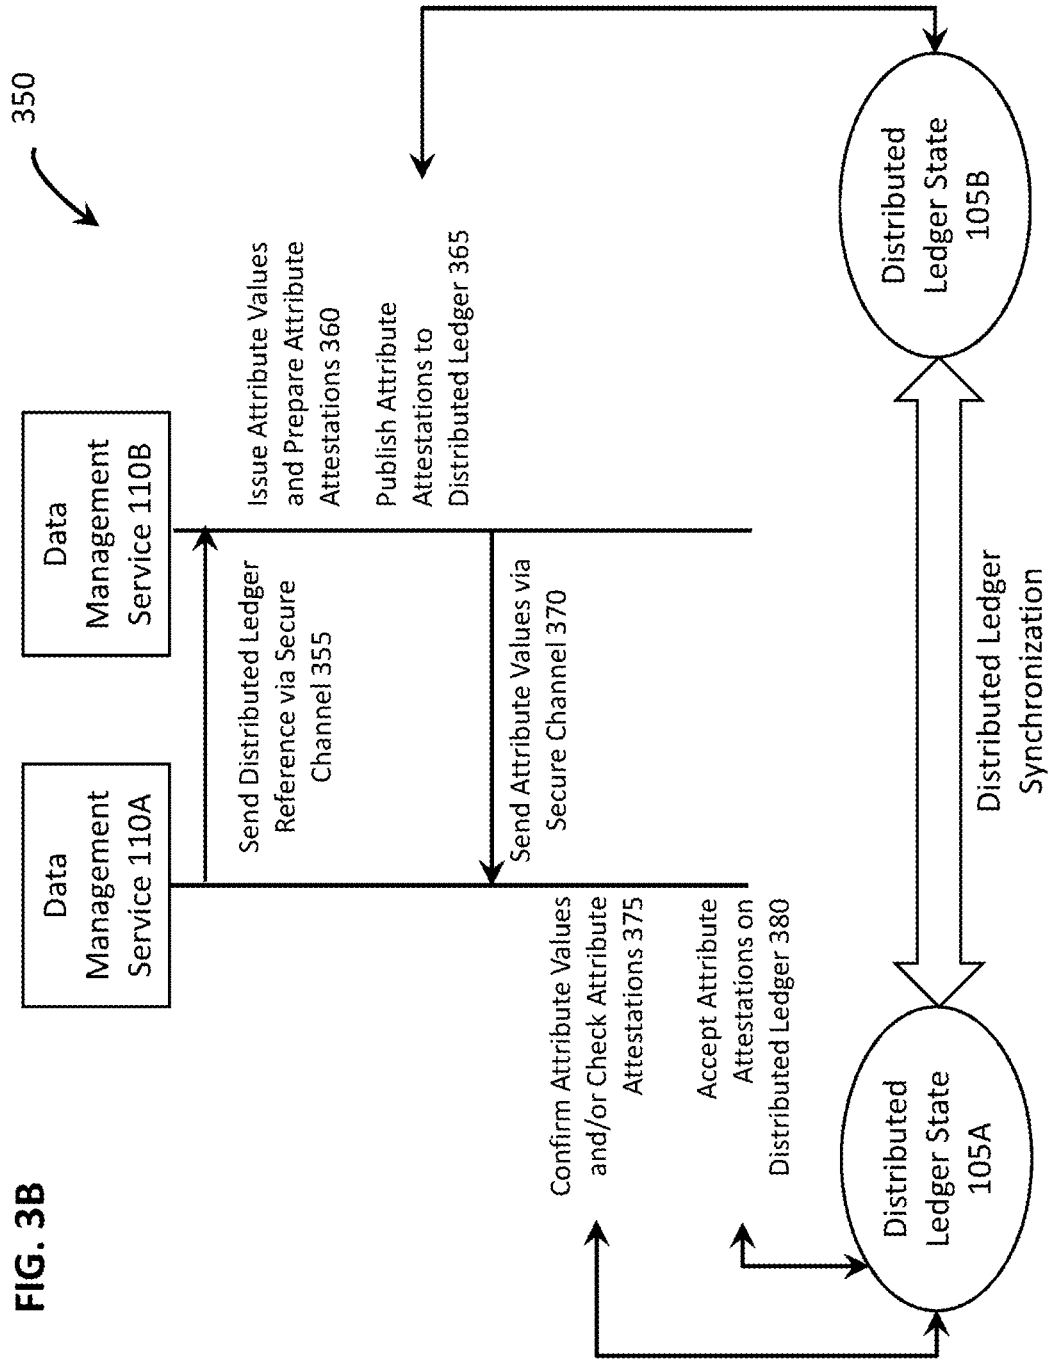 FIG. 3B
350
Data
Management
Service 110A
Data
Management
Service 110B
Send Distributed Ledger
Reference via Secure
Channel 355
Issue Attribute Values
and Prepare Attribute
Attestations 360
Publish Attribute
Attestations to
Distributed Ledger 365
Send Attribute Values via
Secure Channel 370
Confirm Attribute Values
and/or Check Attribute
Attestations 375
Accept Attribute
Attestations on
Distributed Ledger 380
Distributed
Ledger State
105A
Distributed
Ledger State
105B
Distributed Ledger
Synchronization